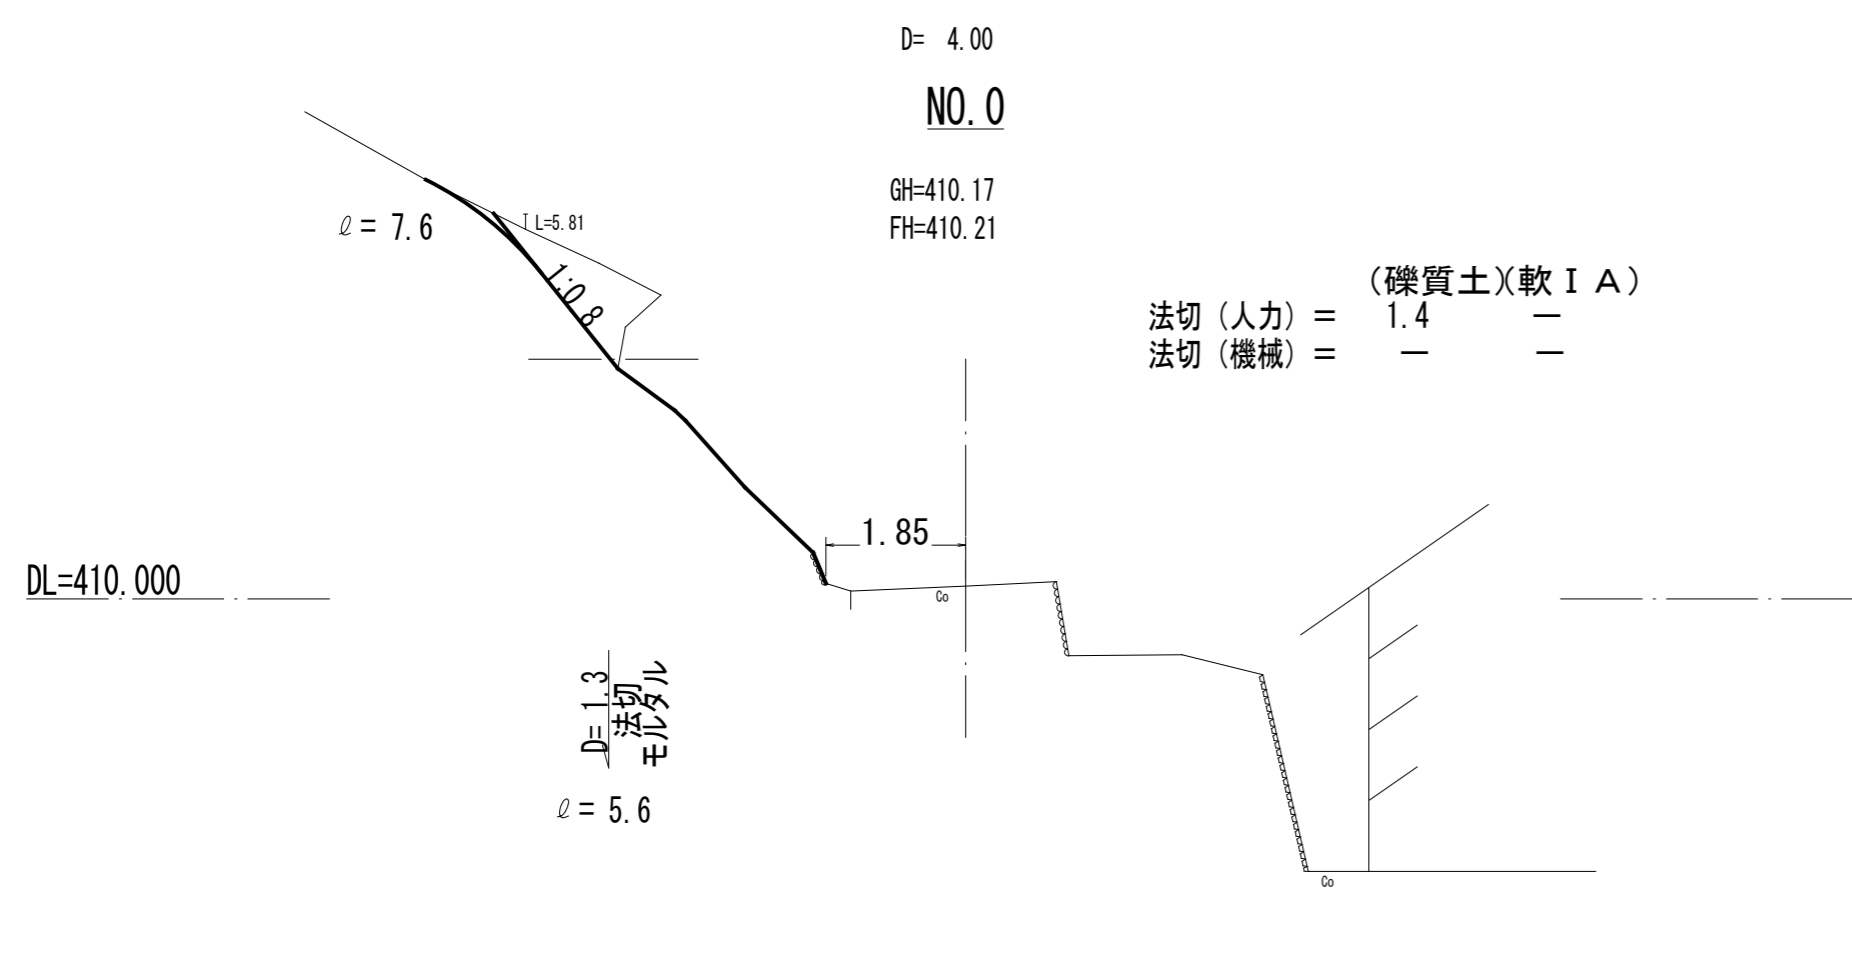 D= 4.00
NO.0
GH=410.17
FH=410.21
ℓ= 7.6
L=5.81
1:0.8
(礫質土)(軟ⅠA)
法切(人力)= 1.4 —
法切(機械)= — —
1.85
DL=410.000
Co
D= 1.3
法切
モルタル
ℓ= 5.6
Co